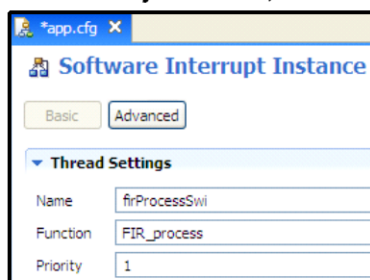 *app.cfg
Software Interrupt Instance
Basic Advanced
Thread Settings
Name firProcessSwi
Function FIR_process
Priority 1